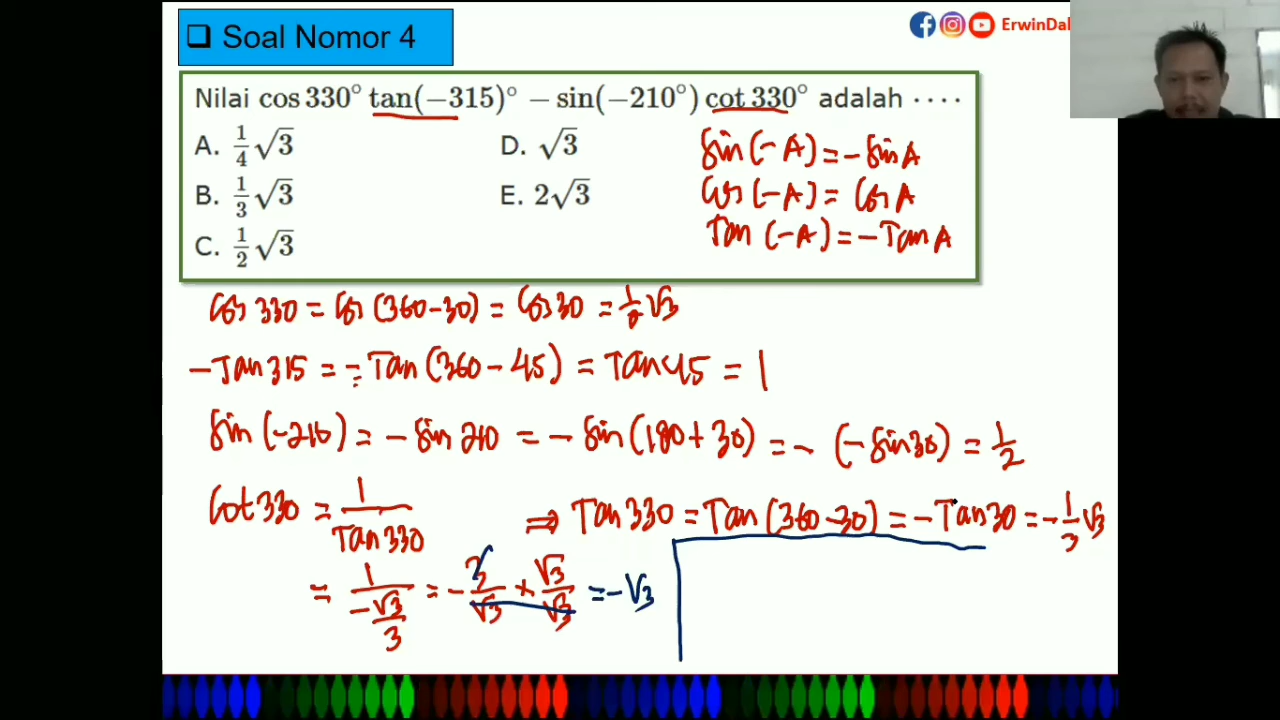 Soal Nomor 4
ErwinDal
Nilai cos 330° tan(−315)° − sin(−210°) cot 330° adalah ····
A. 1/4 √3
B. 1/3 √3
C. 1/2 √3
D. √3
E. 2√3
sin (-A) = - sin A
Cos (-A) = Cos A
Tan (-A) = - Tan A
Cos 330 = Cos (360-30) = Cos 30 = 1/2 √3
- Tan 315 = - Tan (360 - 45) = Tan 45 = 1
sin (-210) = - sin 210 = - sin (180 + 30) = - (- sin 30) = 1/2
Cot 330 = 1/Tan 330 ⇒ Tan 330 = Tan (360 - 30) = - Tan 30 = - 1/3 √3
= 1/(-√3/3) = - 3/√3 × √3/√3 = - √3